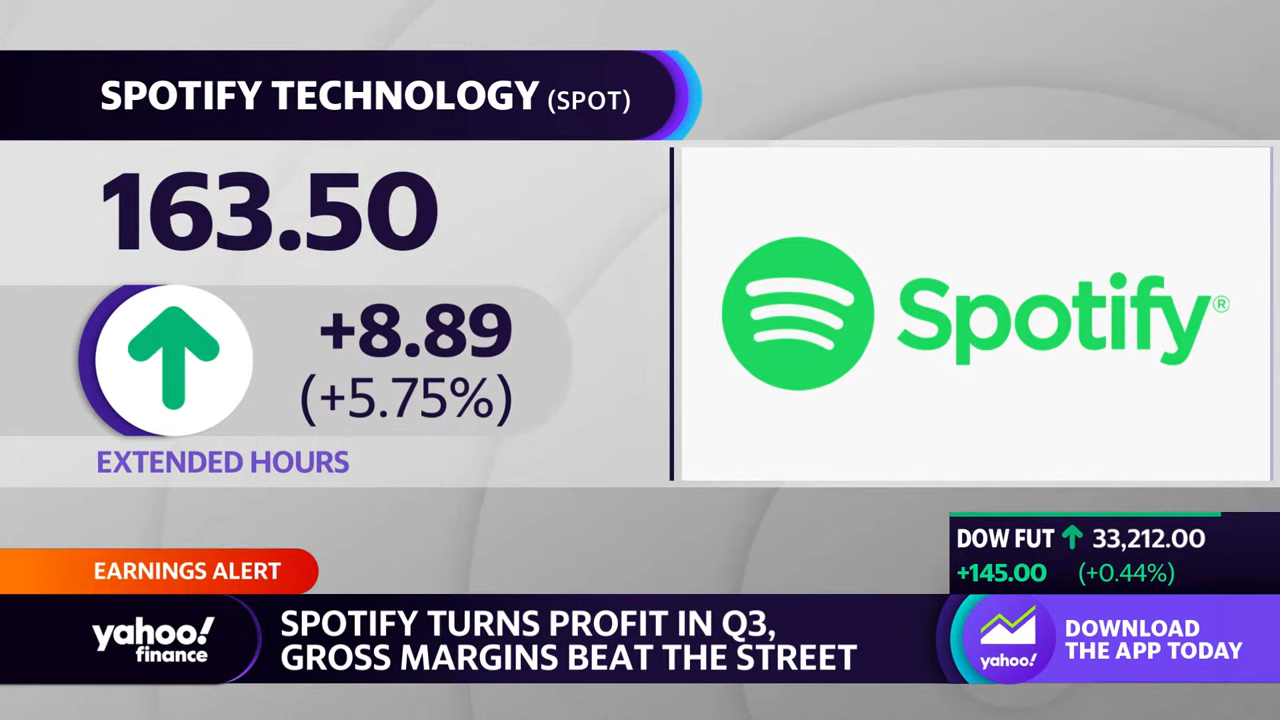 SPOTIFY TECHNOLOGY (SPOT)
163.50
+8.89
(+5.75%)
EXTENDED HOURS
Spotify®
DOW FUT 33,212.00
+145.00 (+0.44%)
EARNINGS ALERT
yahoo!
finance
SPOTIFY TURNS PROFIT IN Q3,
GROSS MARGINS BEAT THE STREET
yahoo!
DOWNLOAD
THE APP TODAY